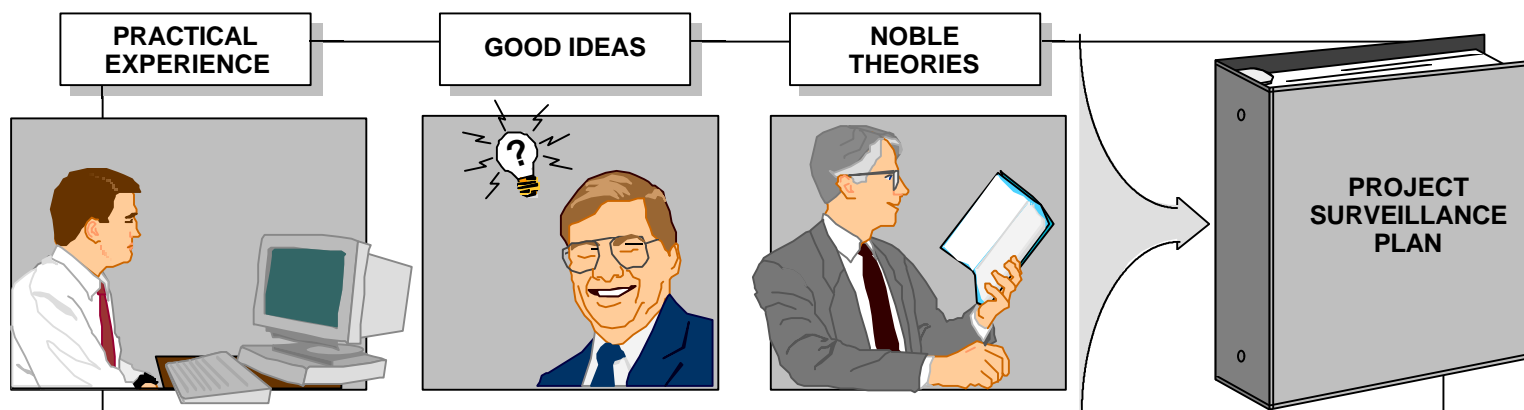 PRACTICAL
EXPERIENCE
GOOD IDEAS
NOBLE
THEORIES
?
PROJECT
SURVEILLANCE
PLAN